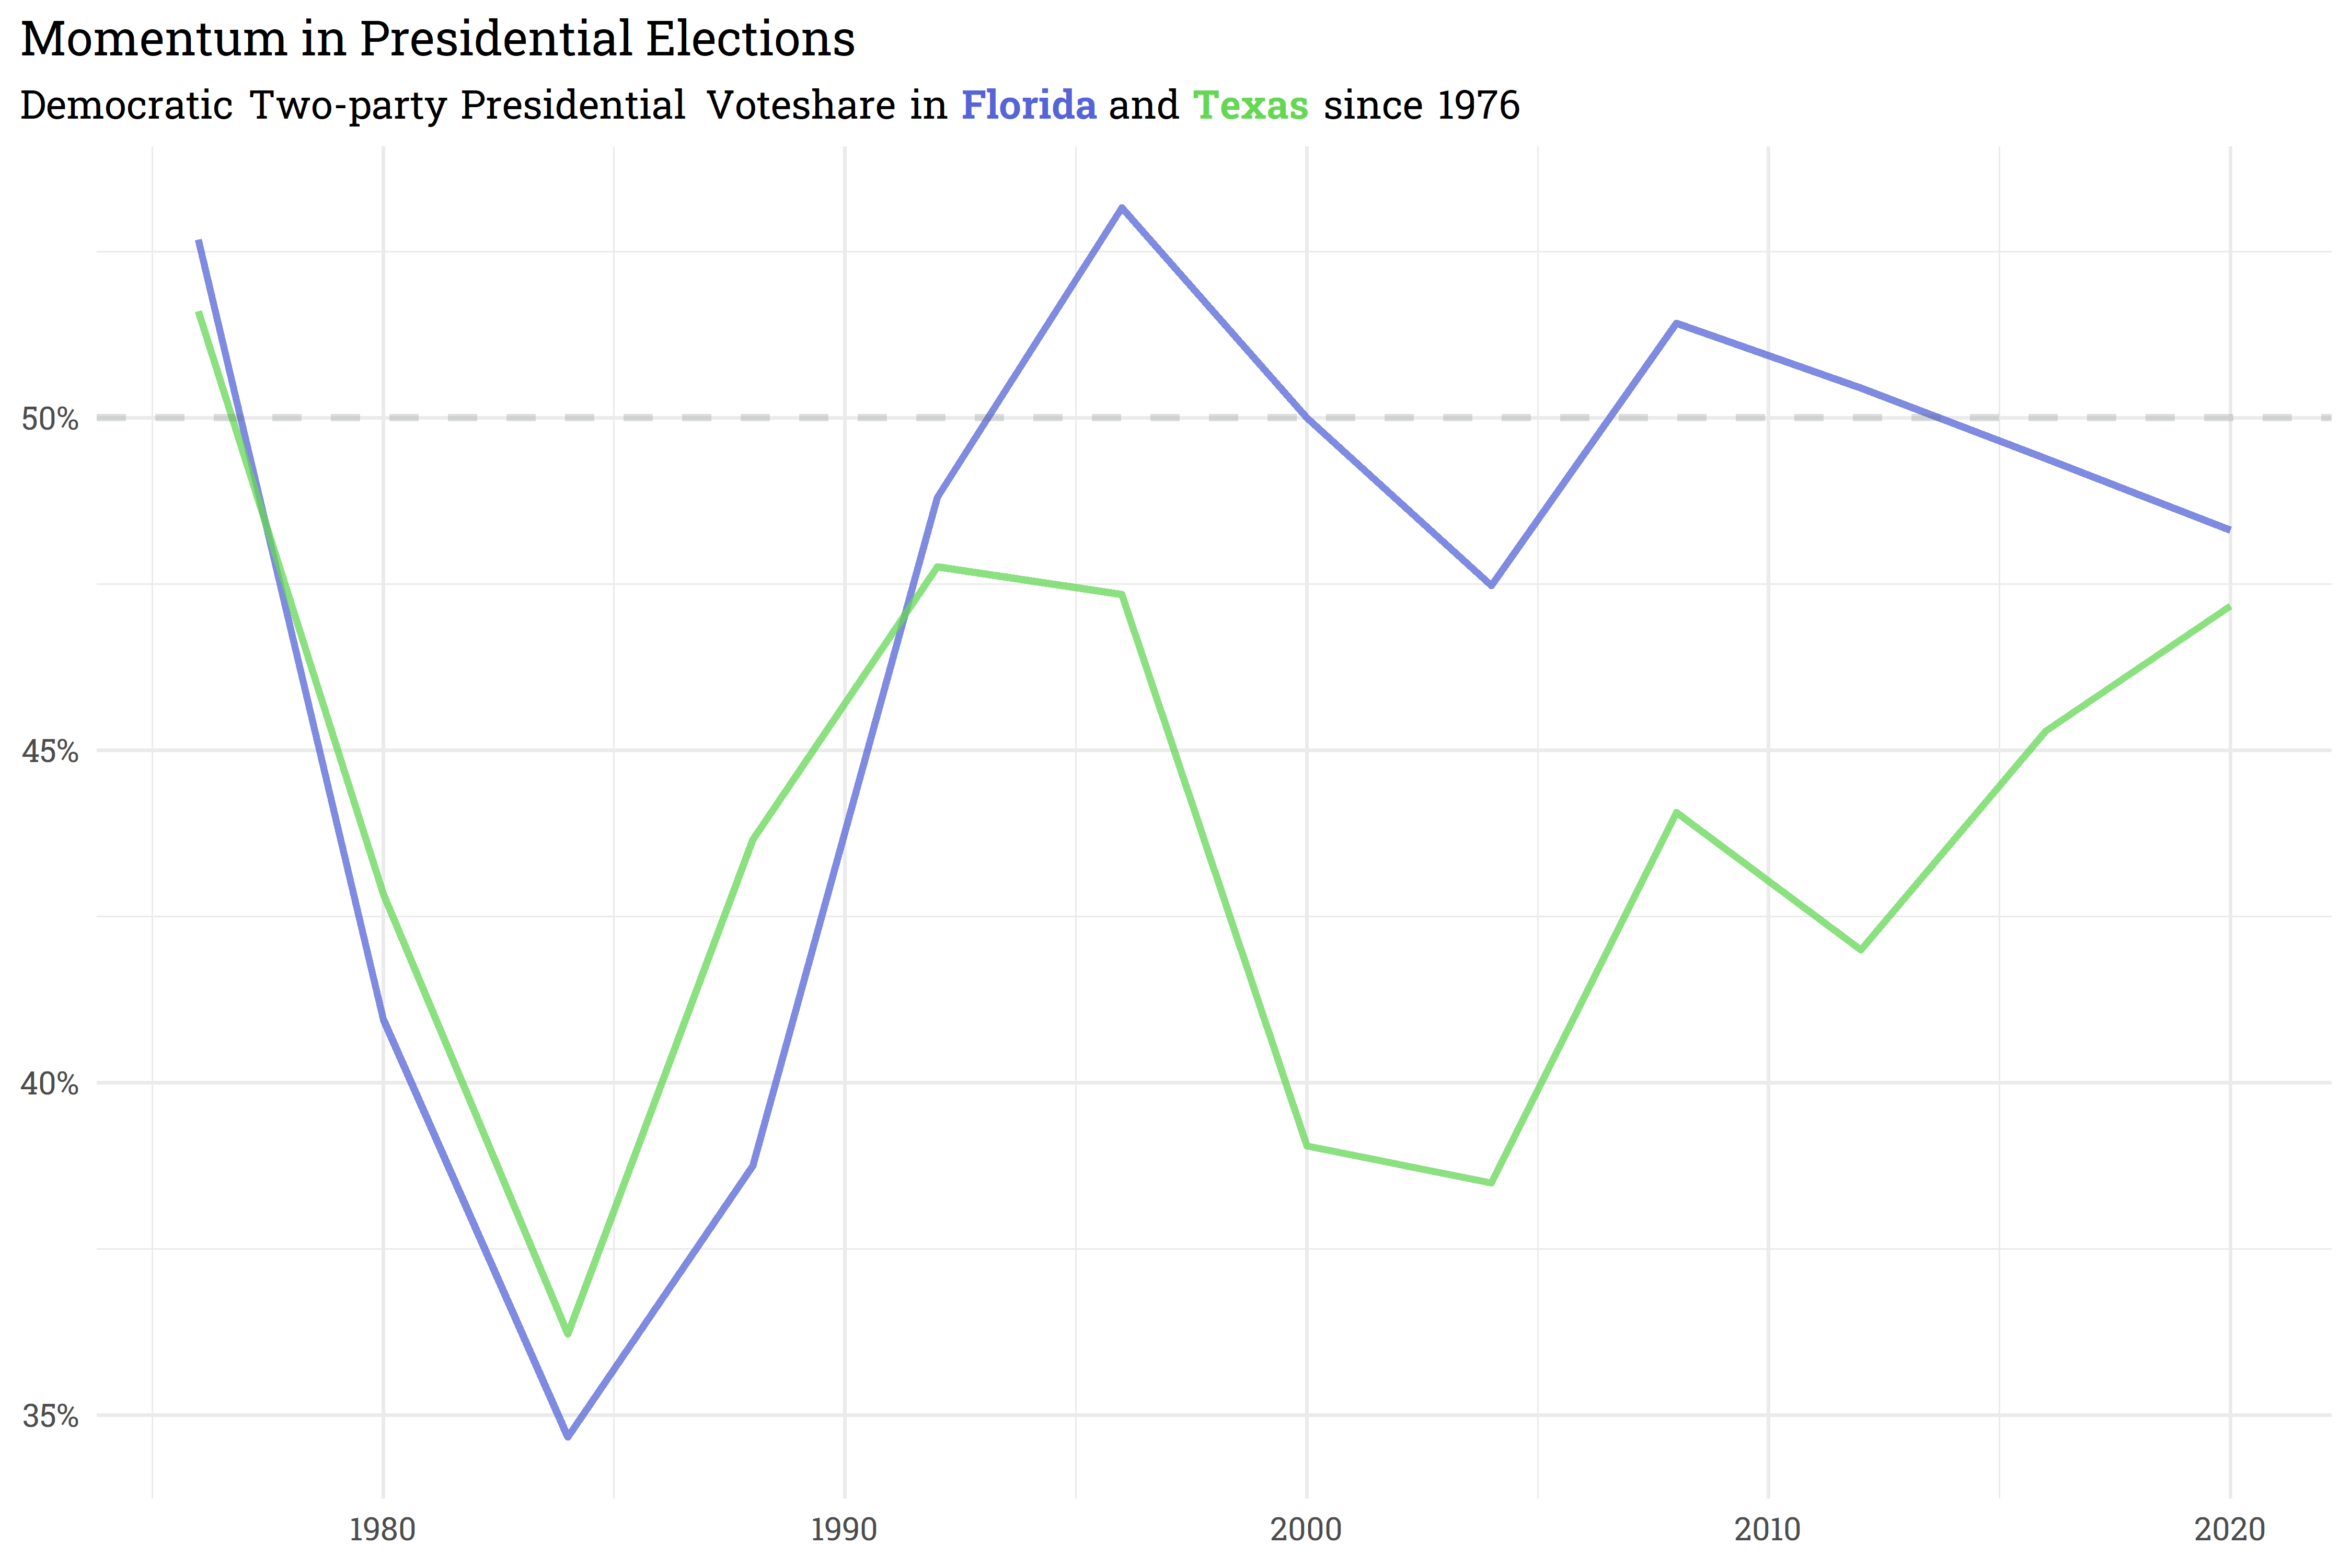 Momentum in Presidential Elections
Democratic Two-party Presidential Voteshare in Florida and Texas since 1976
50%
45%
40%
35%
1980 1990 2000 2010 2020